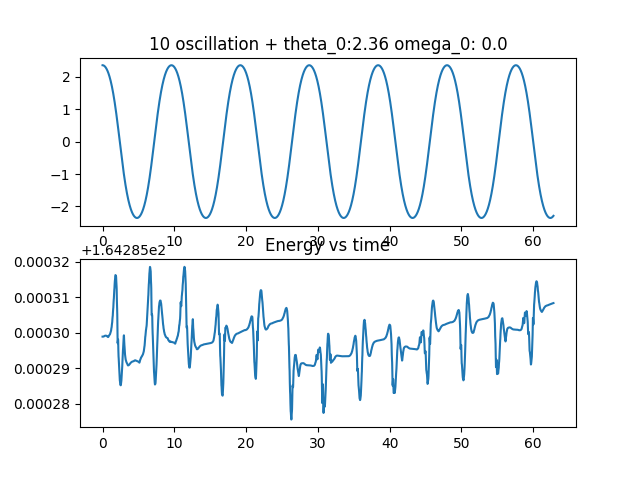 10 oscillation + theta_0:2.36 omega_0: 0.0
2
1
0
−1
−2
0 10 20 30 40 50 60
Energy vs time
+1.64285e2
0.00032
0.00031
0.00030
0.00029
0.00028
0 10 20 30 40 50 60